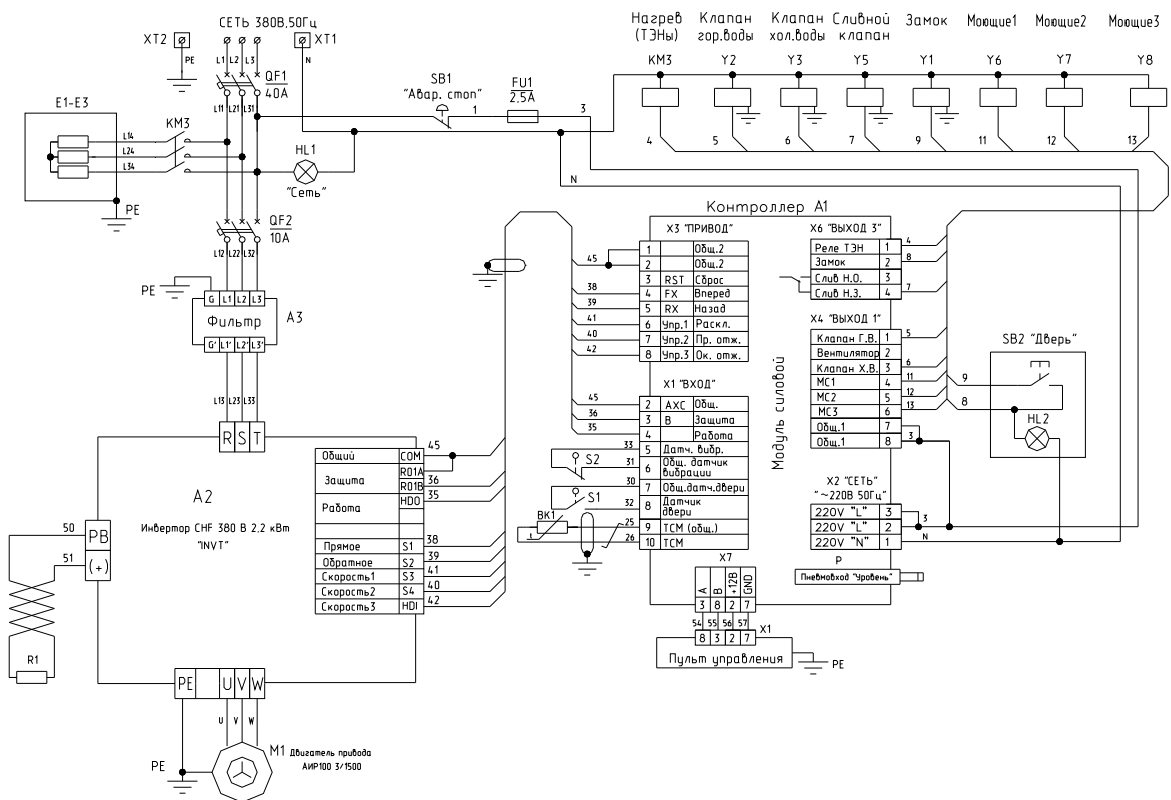 СЕТЬ 380В,50Гц
XT2
XT1
PE
L1 L2 L3
N
QF1
40А
L11 L21 L31
E1-E3
L14
L24
L34
KM3
PE
HL1
"Сеть"
SB1
"Авар. стоп"
1
FU1
2,5А
3
N
Нагрев (ТЭНы)
Клапан гор.воды
Клапан хол.воды
Сливной клапан
Замок
Моющие1
Моющие2
Моющие3
KM3 Y2 Y3 Y5 Y1 Y6 Y7 Y8
4 5 6 7 9 11 12 13
QF2
10А
L12 L22 L32
PE
G L1 L2 L3
Фильтр
A3
G' L1' L2' L3'
L13 L23 L33
R S T
A2
Инвертор CHF 380 В 2,2 кВт
"INVT"
50
PB
51
(+)
R1
Общий COM 45
R01A
Защита
R01B 36
HDO 35
Работа
Прямое S1 38
Обратное S2 39
Скорость1 S3 41
Скорость2 S4 40
Скорость3 HDI 42
PE U V W
U V W
PE
M1
Двигатель привода
АИР100 3/1500
Контроллер А1
X3 "ПРИВОД"
1 Общ.2
45 2 Общ.2
3 RST Сброс
38 4 FX Вперед
39 5 RX Назад
41 6 Упр.1 Раскл.
40 7 Упр.2 Пр. отж.
42 8 Упр.3 Ок. отж.
X1 "ВХОД"
45 2 AXC Общ.
36 3 B Защита
35 4 Работа
33 5 Датч. вибр.
S2
31 6 Общ. датчик вибрации
30 7 Общ.датч.двери
S1
32 8 Датчик двери
BK1
t
25 9 ТСМ (общ.)
26 10 ТСМ
Модуль силовой
X6 "ВЫХОД 3"
Реле ТЭН 1 4
Замок 2 8
Слив Н.О. 3
Слив Н.З. 4 7
X4 "ВЫХОД 1"
Клапан Г.В. 1 5
Вентилятор 2
Клапан Х.В. 3 6
МС1 4 11
МС2 5 12
МС3 6 13
Общ.1 7
Общ.1 8 3
SB2 "Дверь"
9
8
HL2
X2 "СЕТЬ"
"~220В 50Гц"
220V "L" 3
220V "L" 2 3
220V "N" 1 N
P
Пневмовход "Уровень"
X7
A B +12В GND
3 8 2 7
54 55 56 57
X1
8 3 2 7
Пульт управления
PE